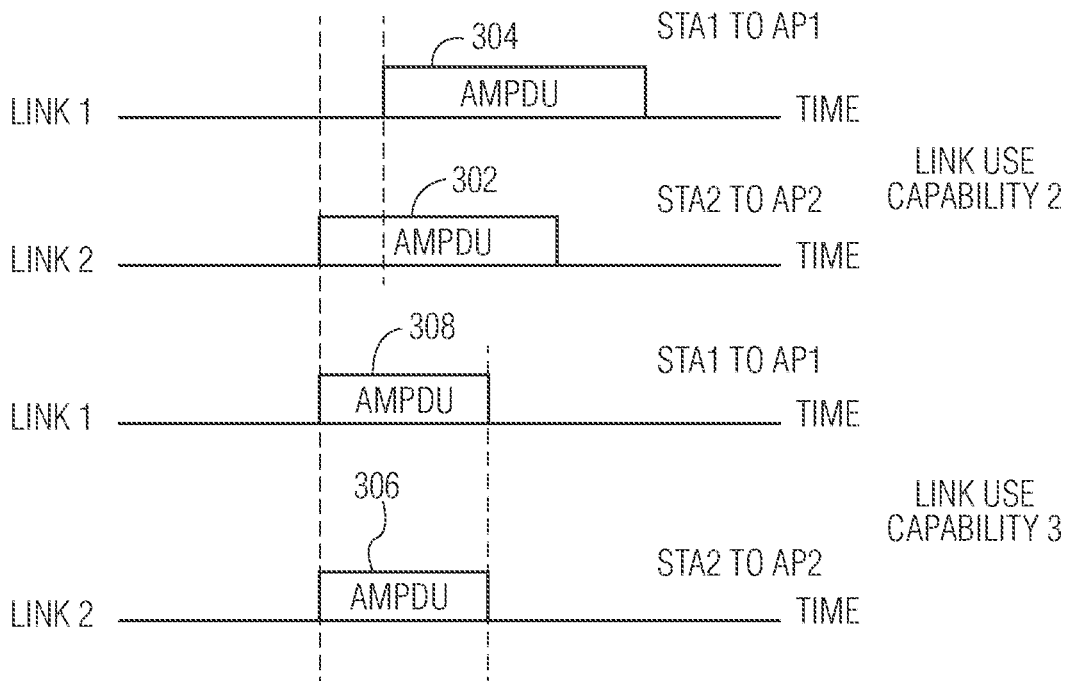 STA1 TO AP1
304
AMPDU
LINK 1
TIME
LINK USE
CAPABILITY 2
302
STA2 TO AP2
AMPDU
LINK 2
TIME
308
STA1 TO AP1
AMPDU
LINK 1
TIME
306
LINK USE
CAPABILITY 3
STA2 TO AP2
AMPDU
LINK 2
TIME